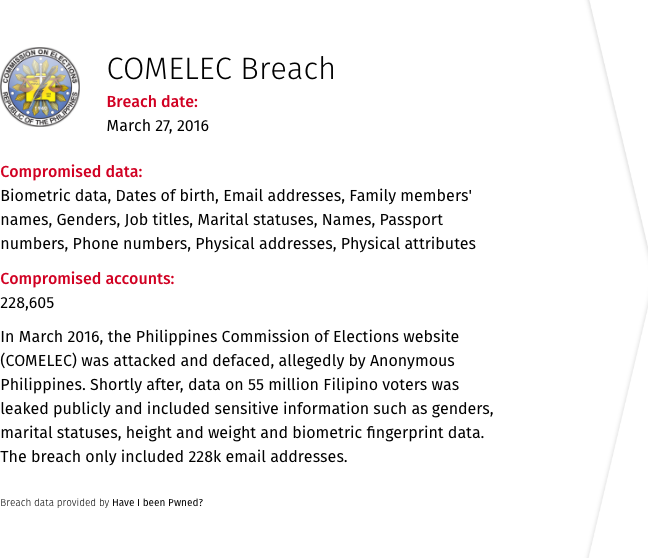 COMMISSION ON ELECTIONS
REPUBLIC OF THE PHILIPPINES
COMELEC Breach
Breach date:
March 27, 2016
Compromised data:
Biometric data, Dates of birth, Email addresses, Family members'
names, Genders, Job titles, Marital statuses, Names, Passport
numbers, Phone numbers, Physical addresses, Physical attributes
Compromised accounts:
228,605
In March 2016, the Philippines Commission of Elections website
(COMELEC) was attacked and defaced, allegedly by Anonymous
Philippines. Shortly after, data on 55 million Filipino voters was
leaked publicly and included sensitive information such as genders,
marital statuses, height and weight and biometric fingerprint data.
The breach only included 228k email addresses.
Breach data provided by Have I been Pwned?